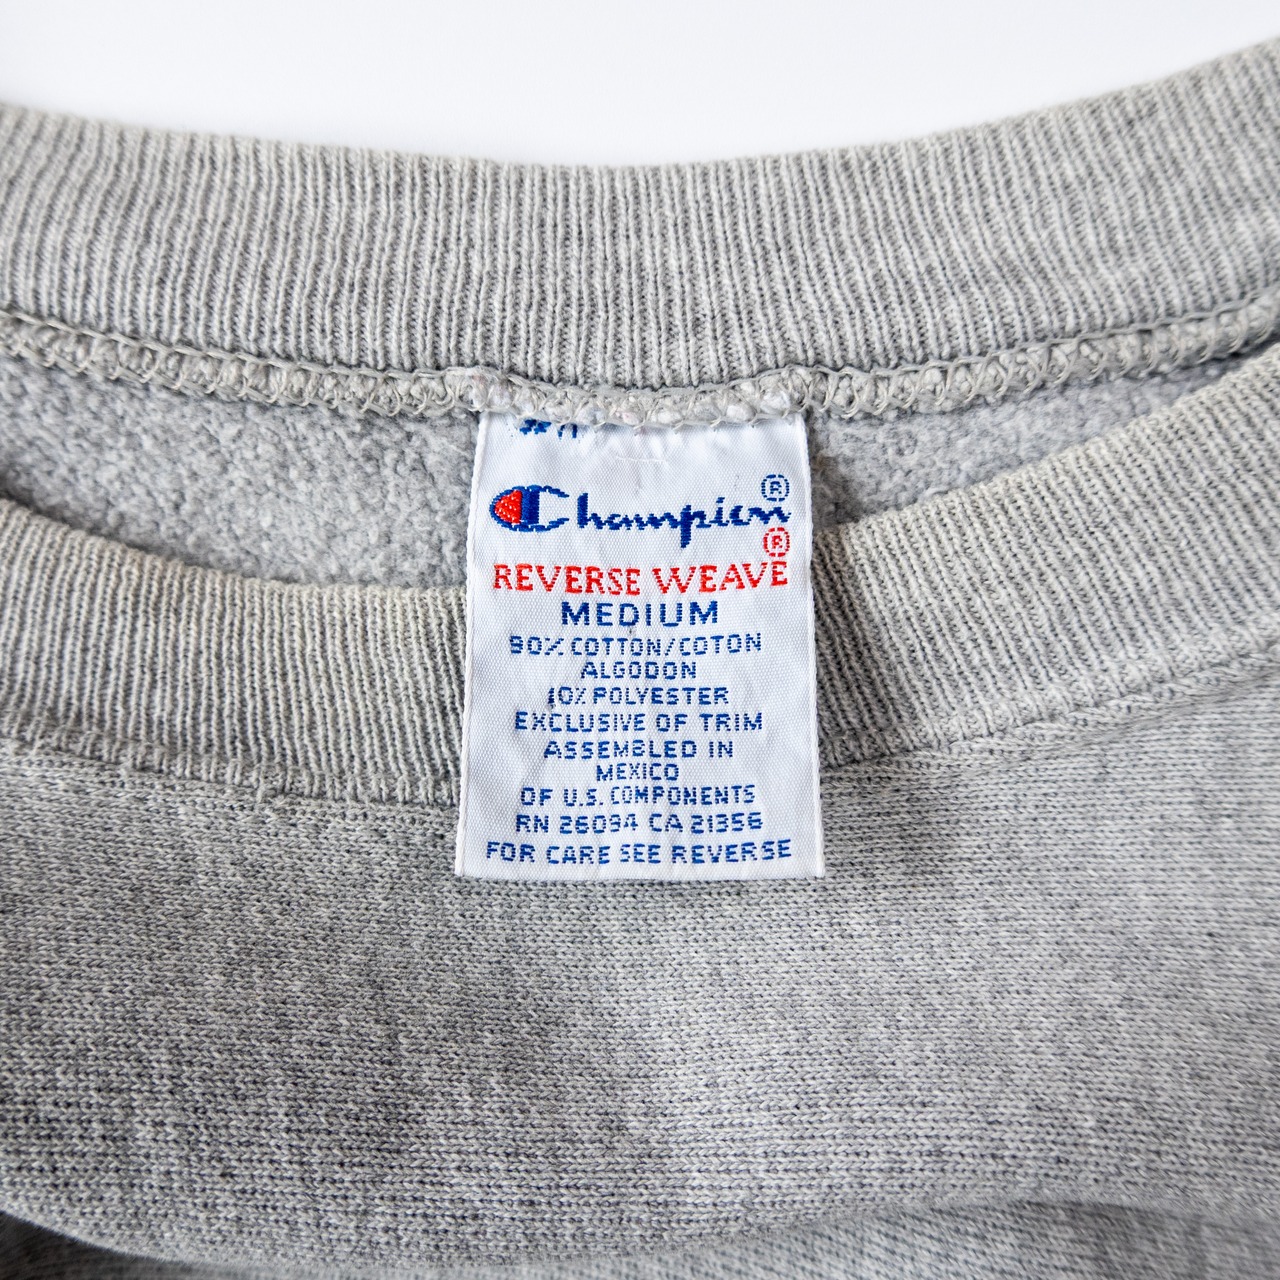 Champion®
REVERSE WEAVE®
MEDIUM
90% COTTON/COTON
ALGODON
10% POLYESTER
EXCLUSIVE OF TRIM
ASSEMBLED IN
MEXICO
OF U.S. COMPONENTS
RN 26094 CA 21356
FOR CARE SEE REVERSE